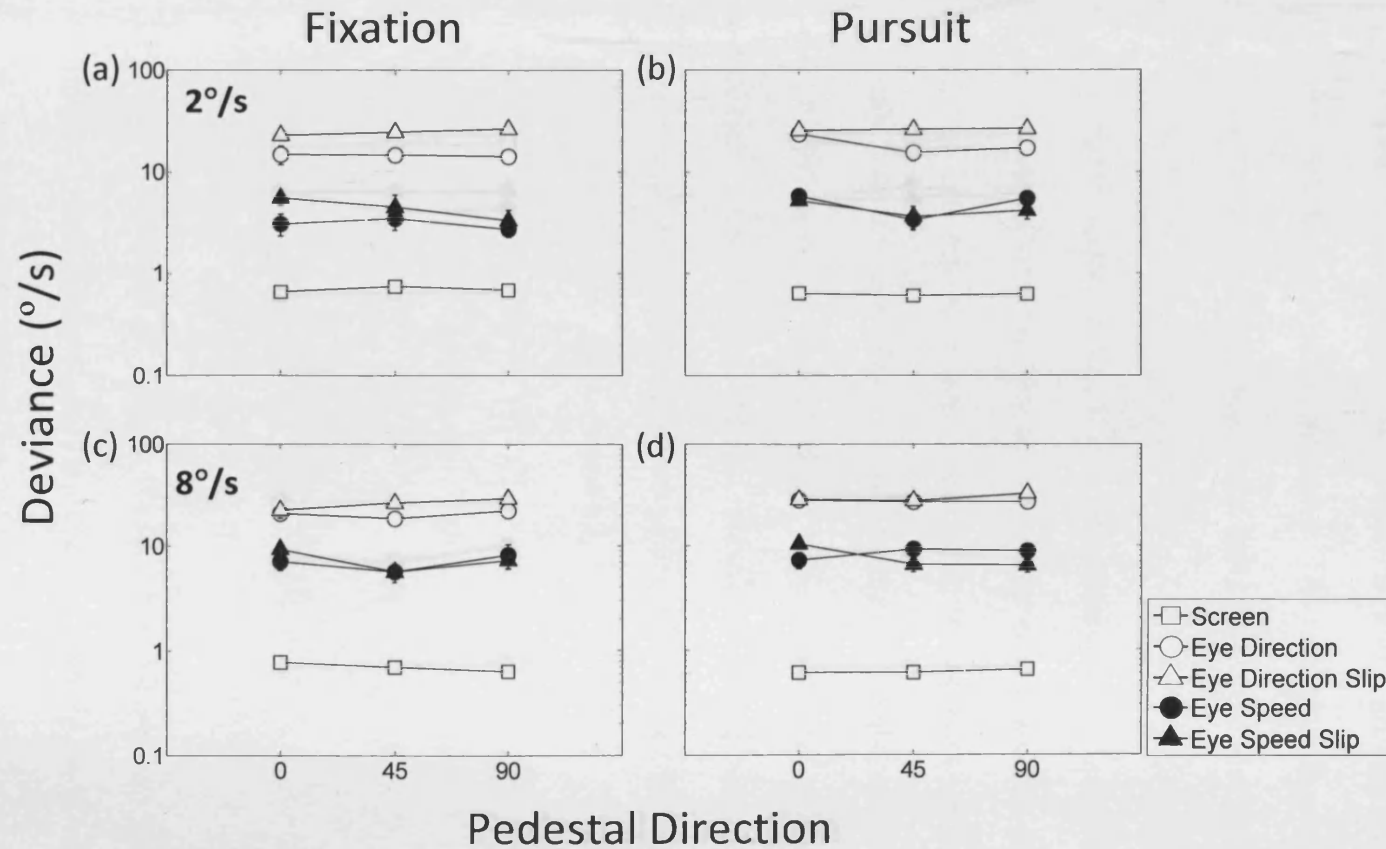 Fixation
Pursuit
(a)
100
2°/s
10
1
0.1
(b)
Deviance (°/s)
(c)
100
8°/s
10
1
0.1
0
45
90
(d)
0
45
90
Screen
Eye Direction
Eye Direction Slip
Eye Speed
Eye Speed Slip
Pedestal Direction